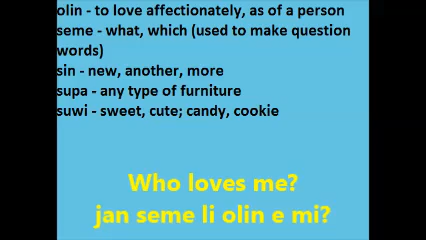 olin - to love affectionately, as of a person
seme - what, which (used to make question
words)
sin - new, another, more
supa - any type of furniture
suwi - sweet, cute; candy, cookie
Who loves me?
jan seme li olin e mi?